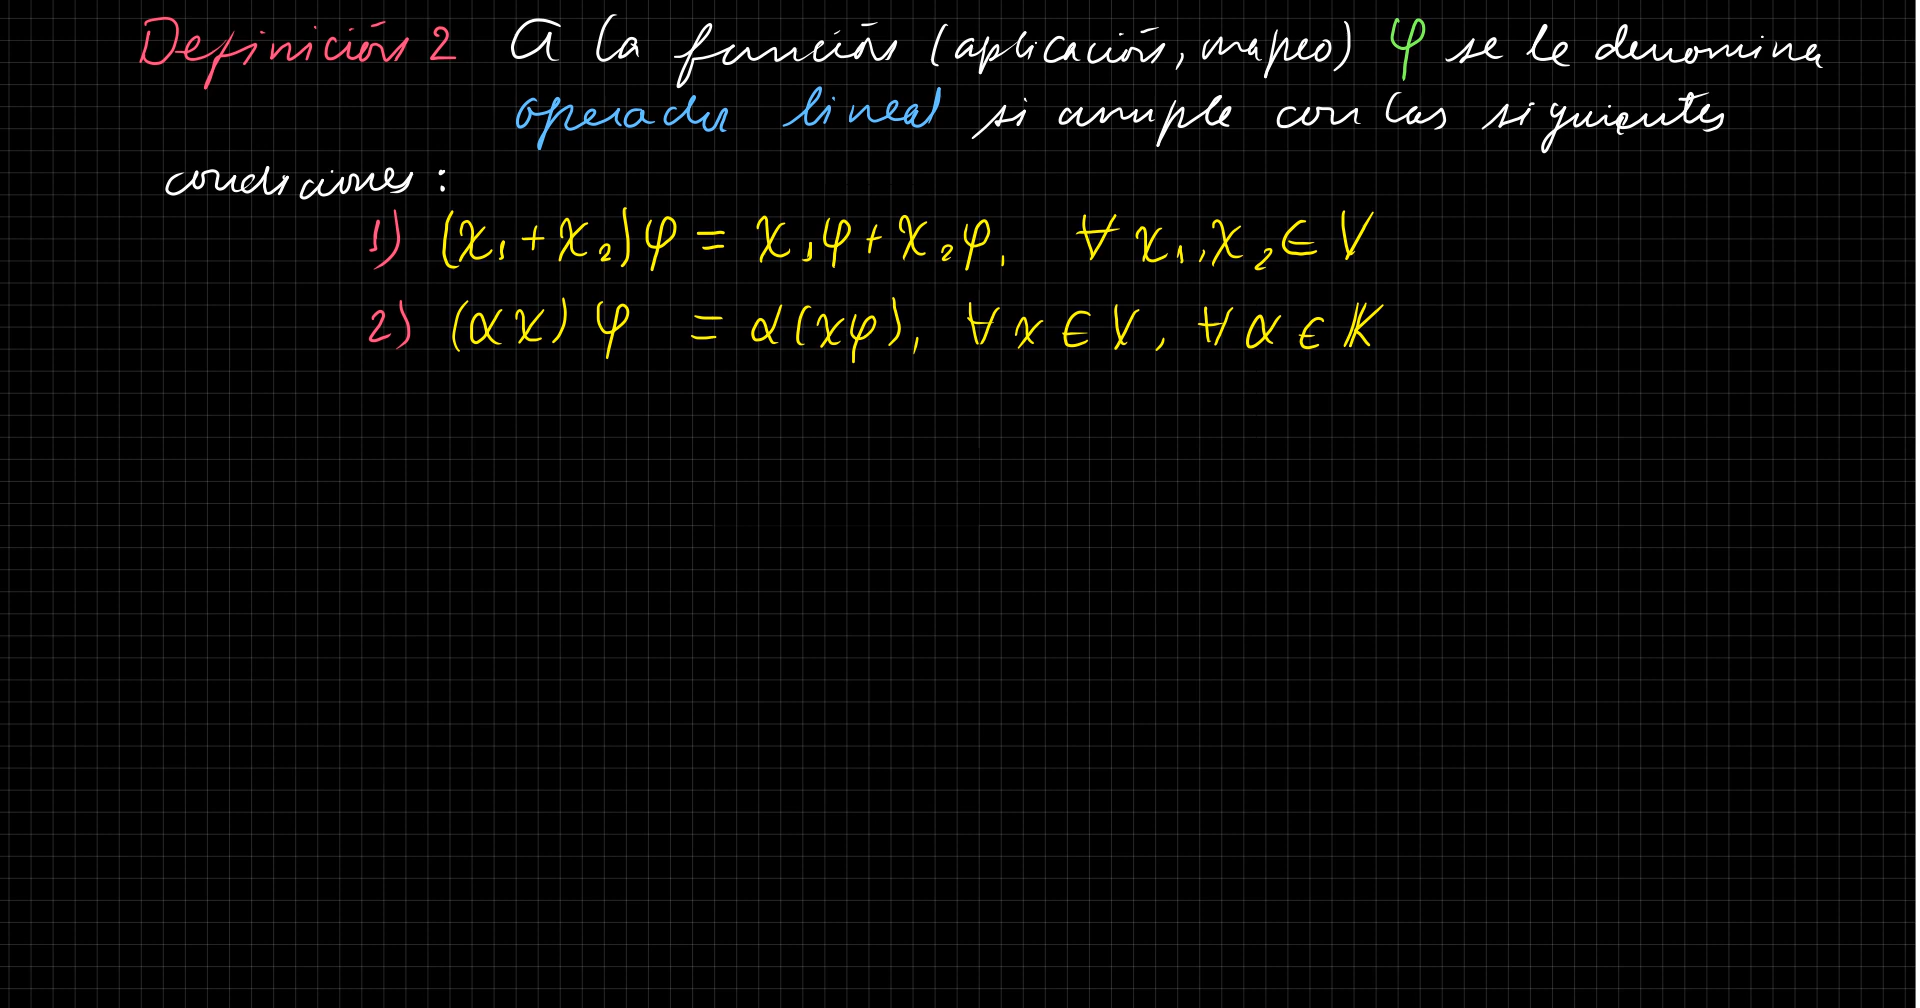 Definición 2 A la función (aplicación, mapeo) φ se le denomina
operador lineal si cumple con las siguientes
condiciones:
1) (x₁+x₂)φ = x₁φ+x₂φ, ∀ x₁,x₂∈ V
2) (αx)φ = α(xφ), ∀ x ∈ V, ∀ α ∈ 𝕂